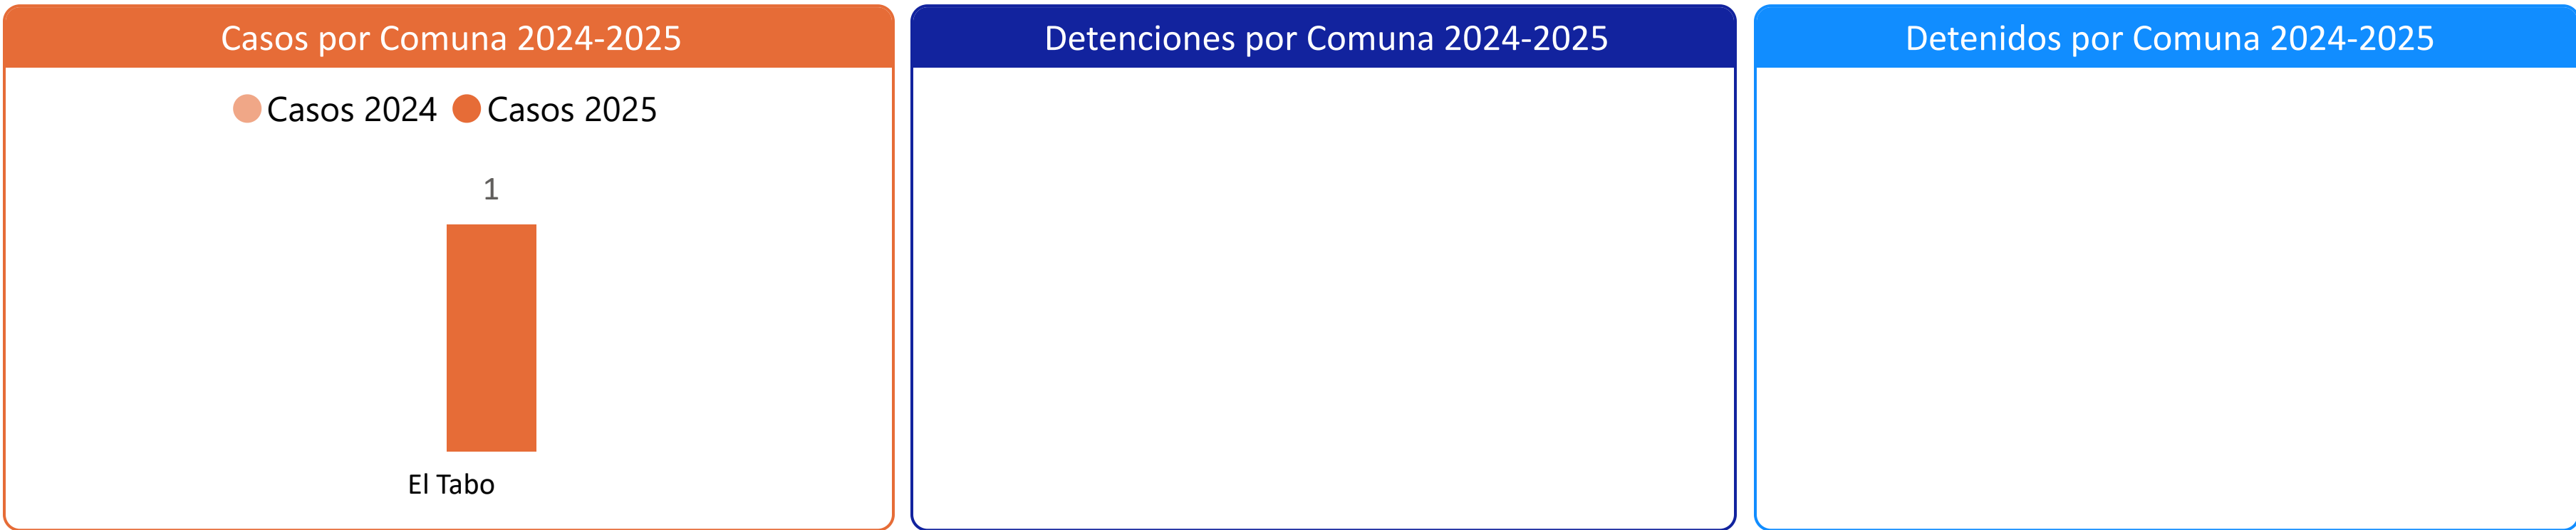 Casos por Comuna 2024-2025
Casos 2024 Casos 2025
1
El Tabo
Detenciones por Comuna 2024-2025
Detenidos por Comuna 2024-2025